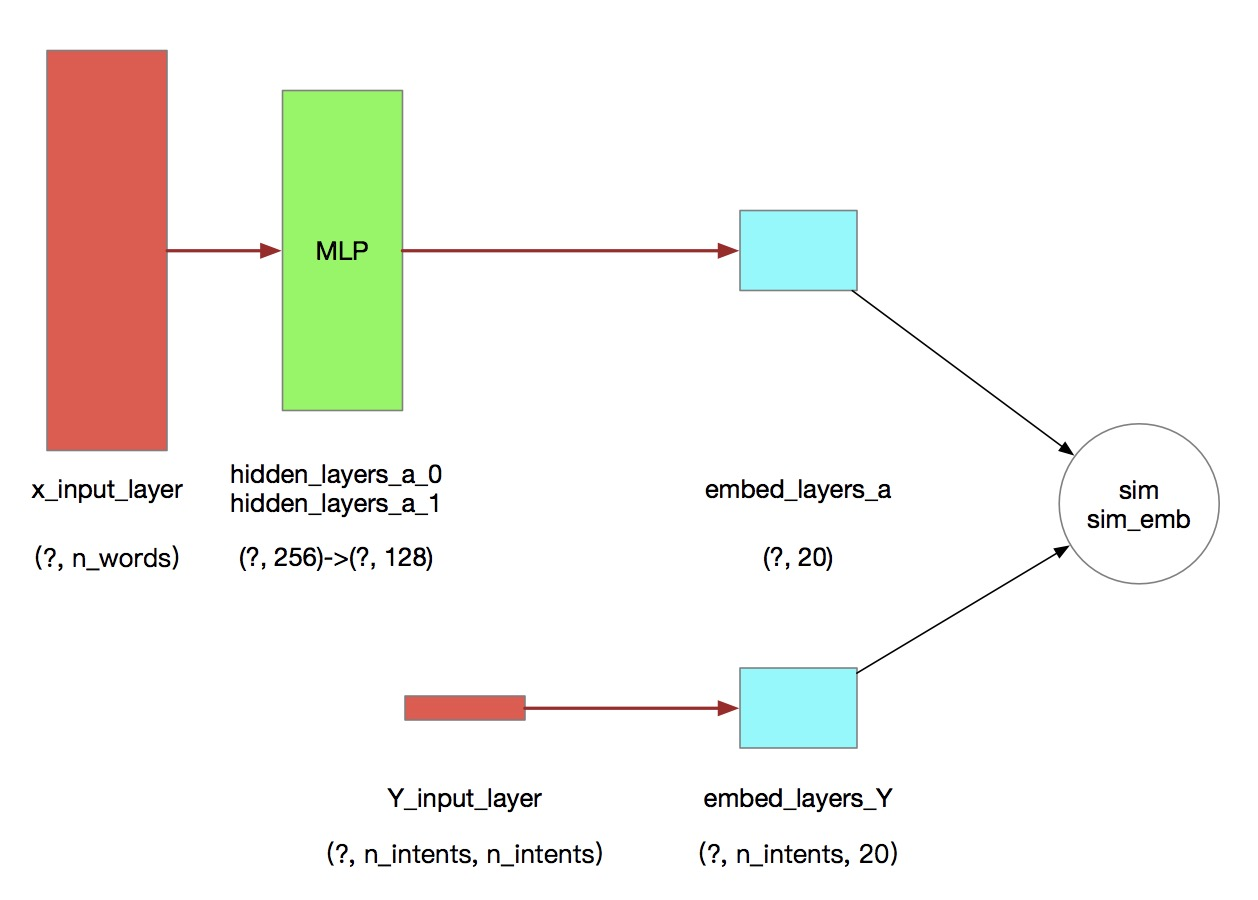 MLP
x_input_layer
(?, n_words)
hidden_layers_a_0
hidden_layers_a_1
(?, 256)->(?, 128)
embed_layers_a
(?, 20)
sim
sim_emb
Y_input_layer
(?, n_intents, n_intents)
embed_layers_Y
(?, n_intents, 20)